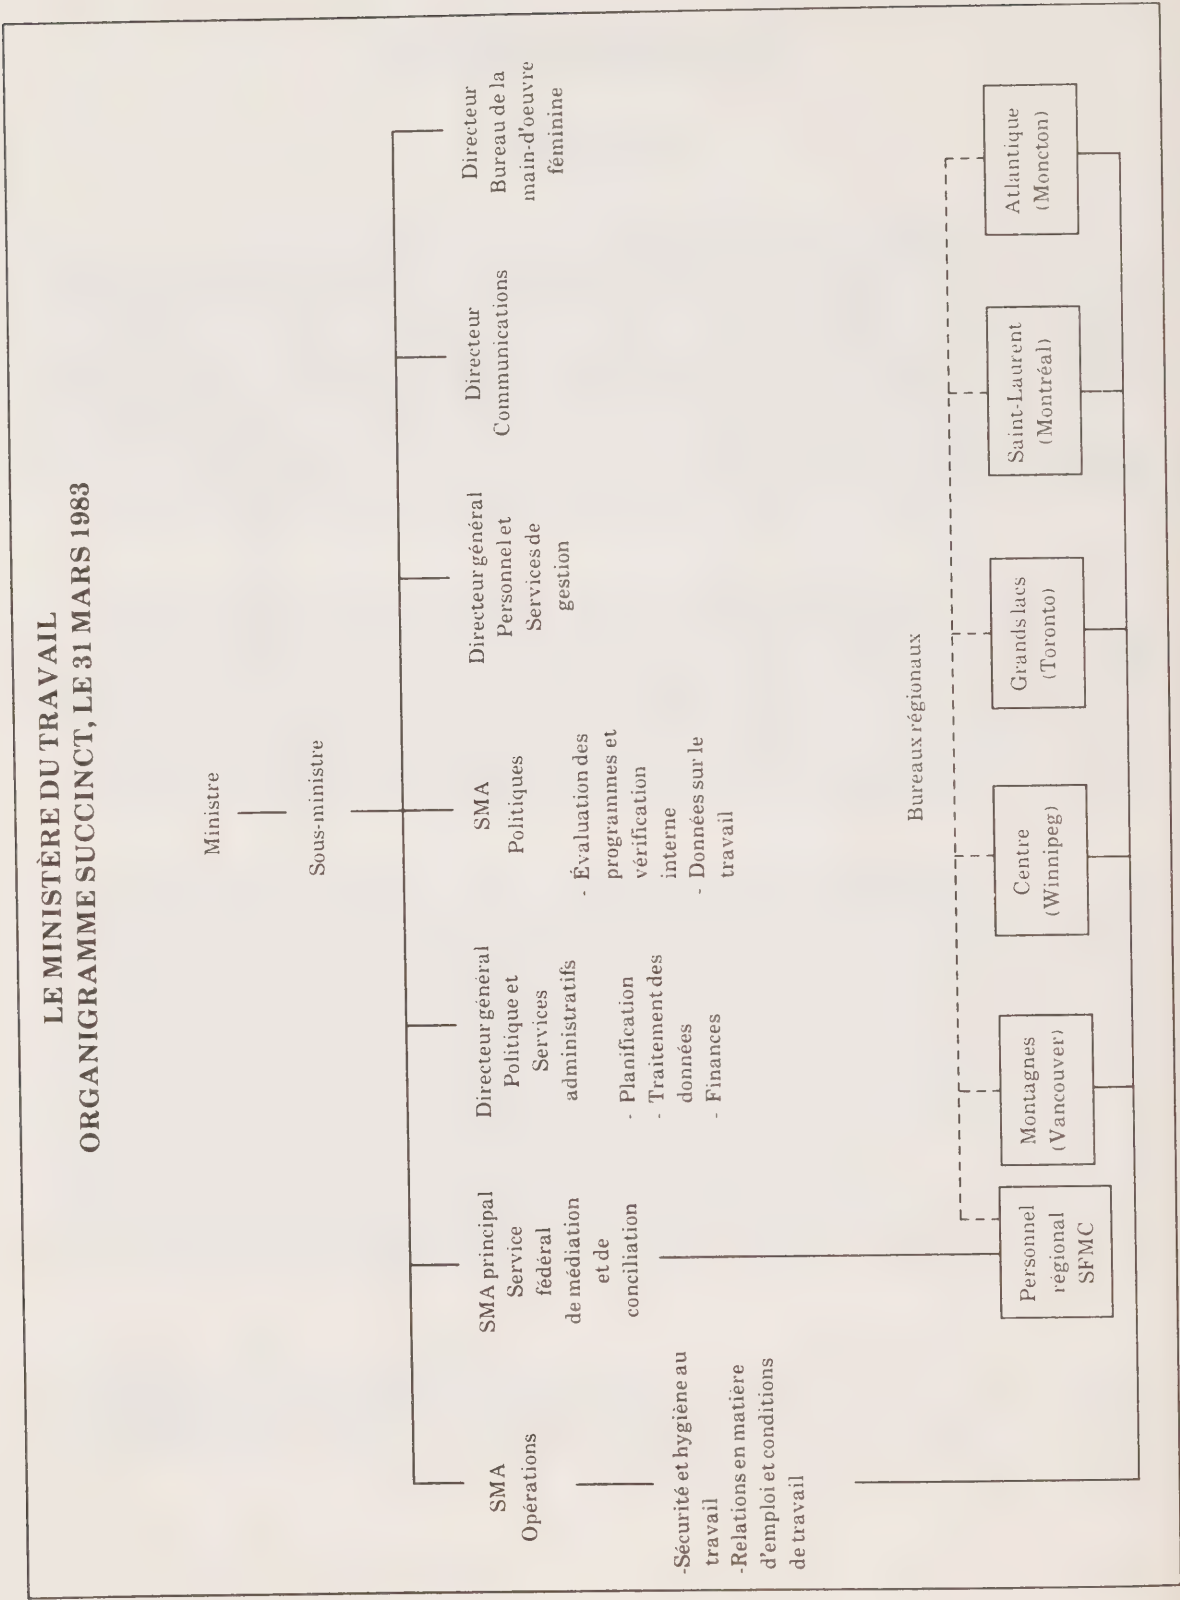 LE MINISTÈRE DU TRAVAIL
ORGANIGRAMME SUCCINCT, LE 31 MARS 1983
Ministre
Sous-ministre
SMA
Opérations
-Sécurité et hygiène au
travail
-Relations en matière
d'emploi et conditions
de travail
SMA principal
Service
fédéral
de médiation
et de
conciliation
Directeur général
Politique et
Services
administratifs
- Planification
- Traitement des
données
- Finances
SMA
Politiques
- Évaluation des
programmes et
vérification
interne
- Données sur le
travail
Directeur général
Personnel et
Services de
gestion
Directeur
Communications
Directeur
Bureau de la
main-d'oeuvre
féminine
Bureaux régionaux
Personnel
régional
SFMC
Montagnes
(Vancouver)
Centre
(Winnipeg)
Grands lacs
(Toronto)
Saint-Laurent
(Montréal)
Atlantique
(Moncton)